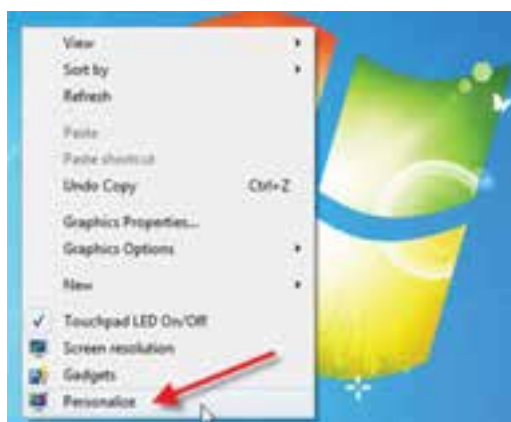 View
Sort by
Refresh
Paste
Paste shortcut
Undo Copy Ctrl+Z
Graphics Properties...
Graphics Options
New
Touchpad LED On/Off
Screen resolution
Gadgets
Personalize